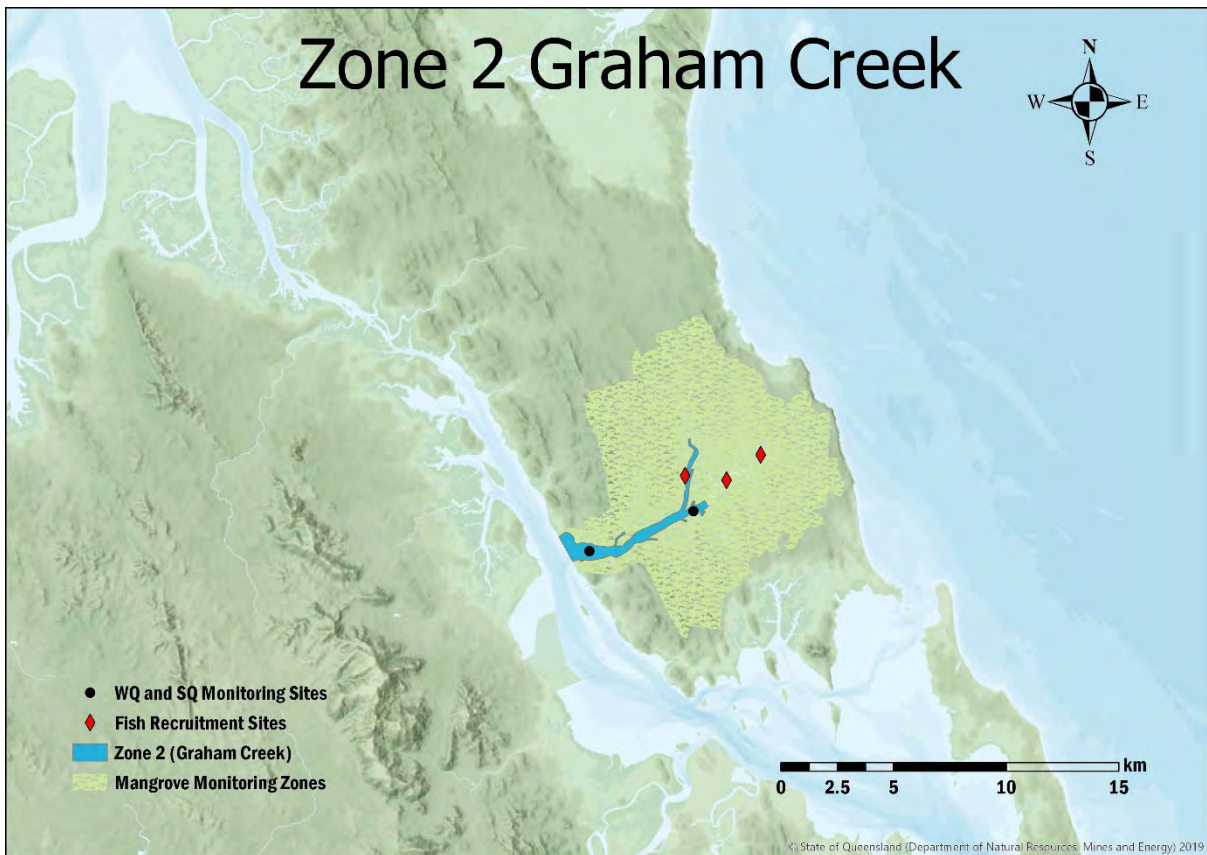 Zone 2 Graham Creek
N
W E
S
WQ and SQ Monitoring Sites
Fish Recruitment Sites
Zone 2 (Graham Creek)
Mangrove Monitoring Zones
km
0 2.5 5 10 15
© State of Queensland (Department of Natural Resources, Mines and Energy) 2019